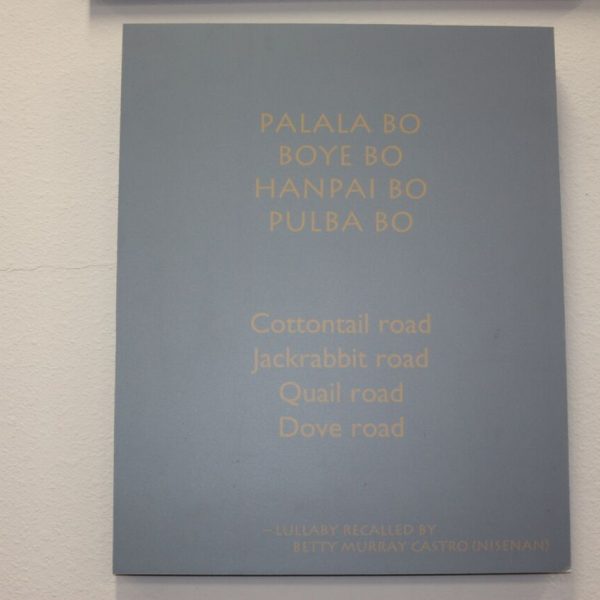 PALALA BO
BOYE BO
HANPAI BO
PULBA BO
Cottontail road
Jackrabbit road
Quail road
Dove road
– LULLABY RECALLED BY
BETTY MURRAY CASTRO (NISENAN)